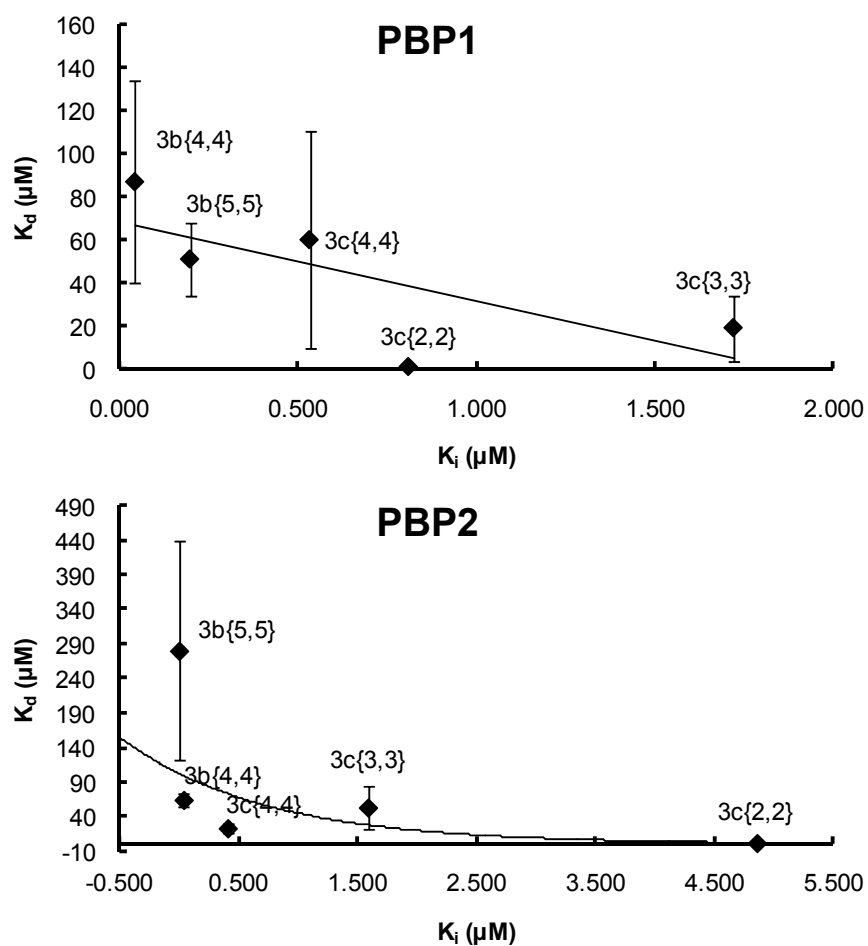 PBP1
160
140
120
100
80
60
40
20
0
K_d (µM)
3b{4,4}
3b{5,5}
3c{4,4}
3c{2,2}
3c{3,3}
0.000 0.500 1.000 1.500 2.000
K_i (µM)
PBP2
490
440
390
340
290
240
190
140
90
40
-10
K_d (µM)
3b{5,5}
3b{4,4}
3c{4,4}
3c{3,3}
3c{2,2}
-0.500 0.500 1.500 2.500 3.500 4.500 5.500
K_i (µM)